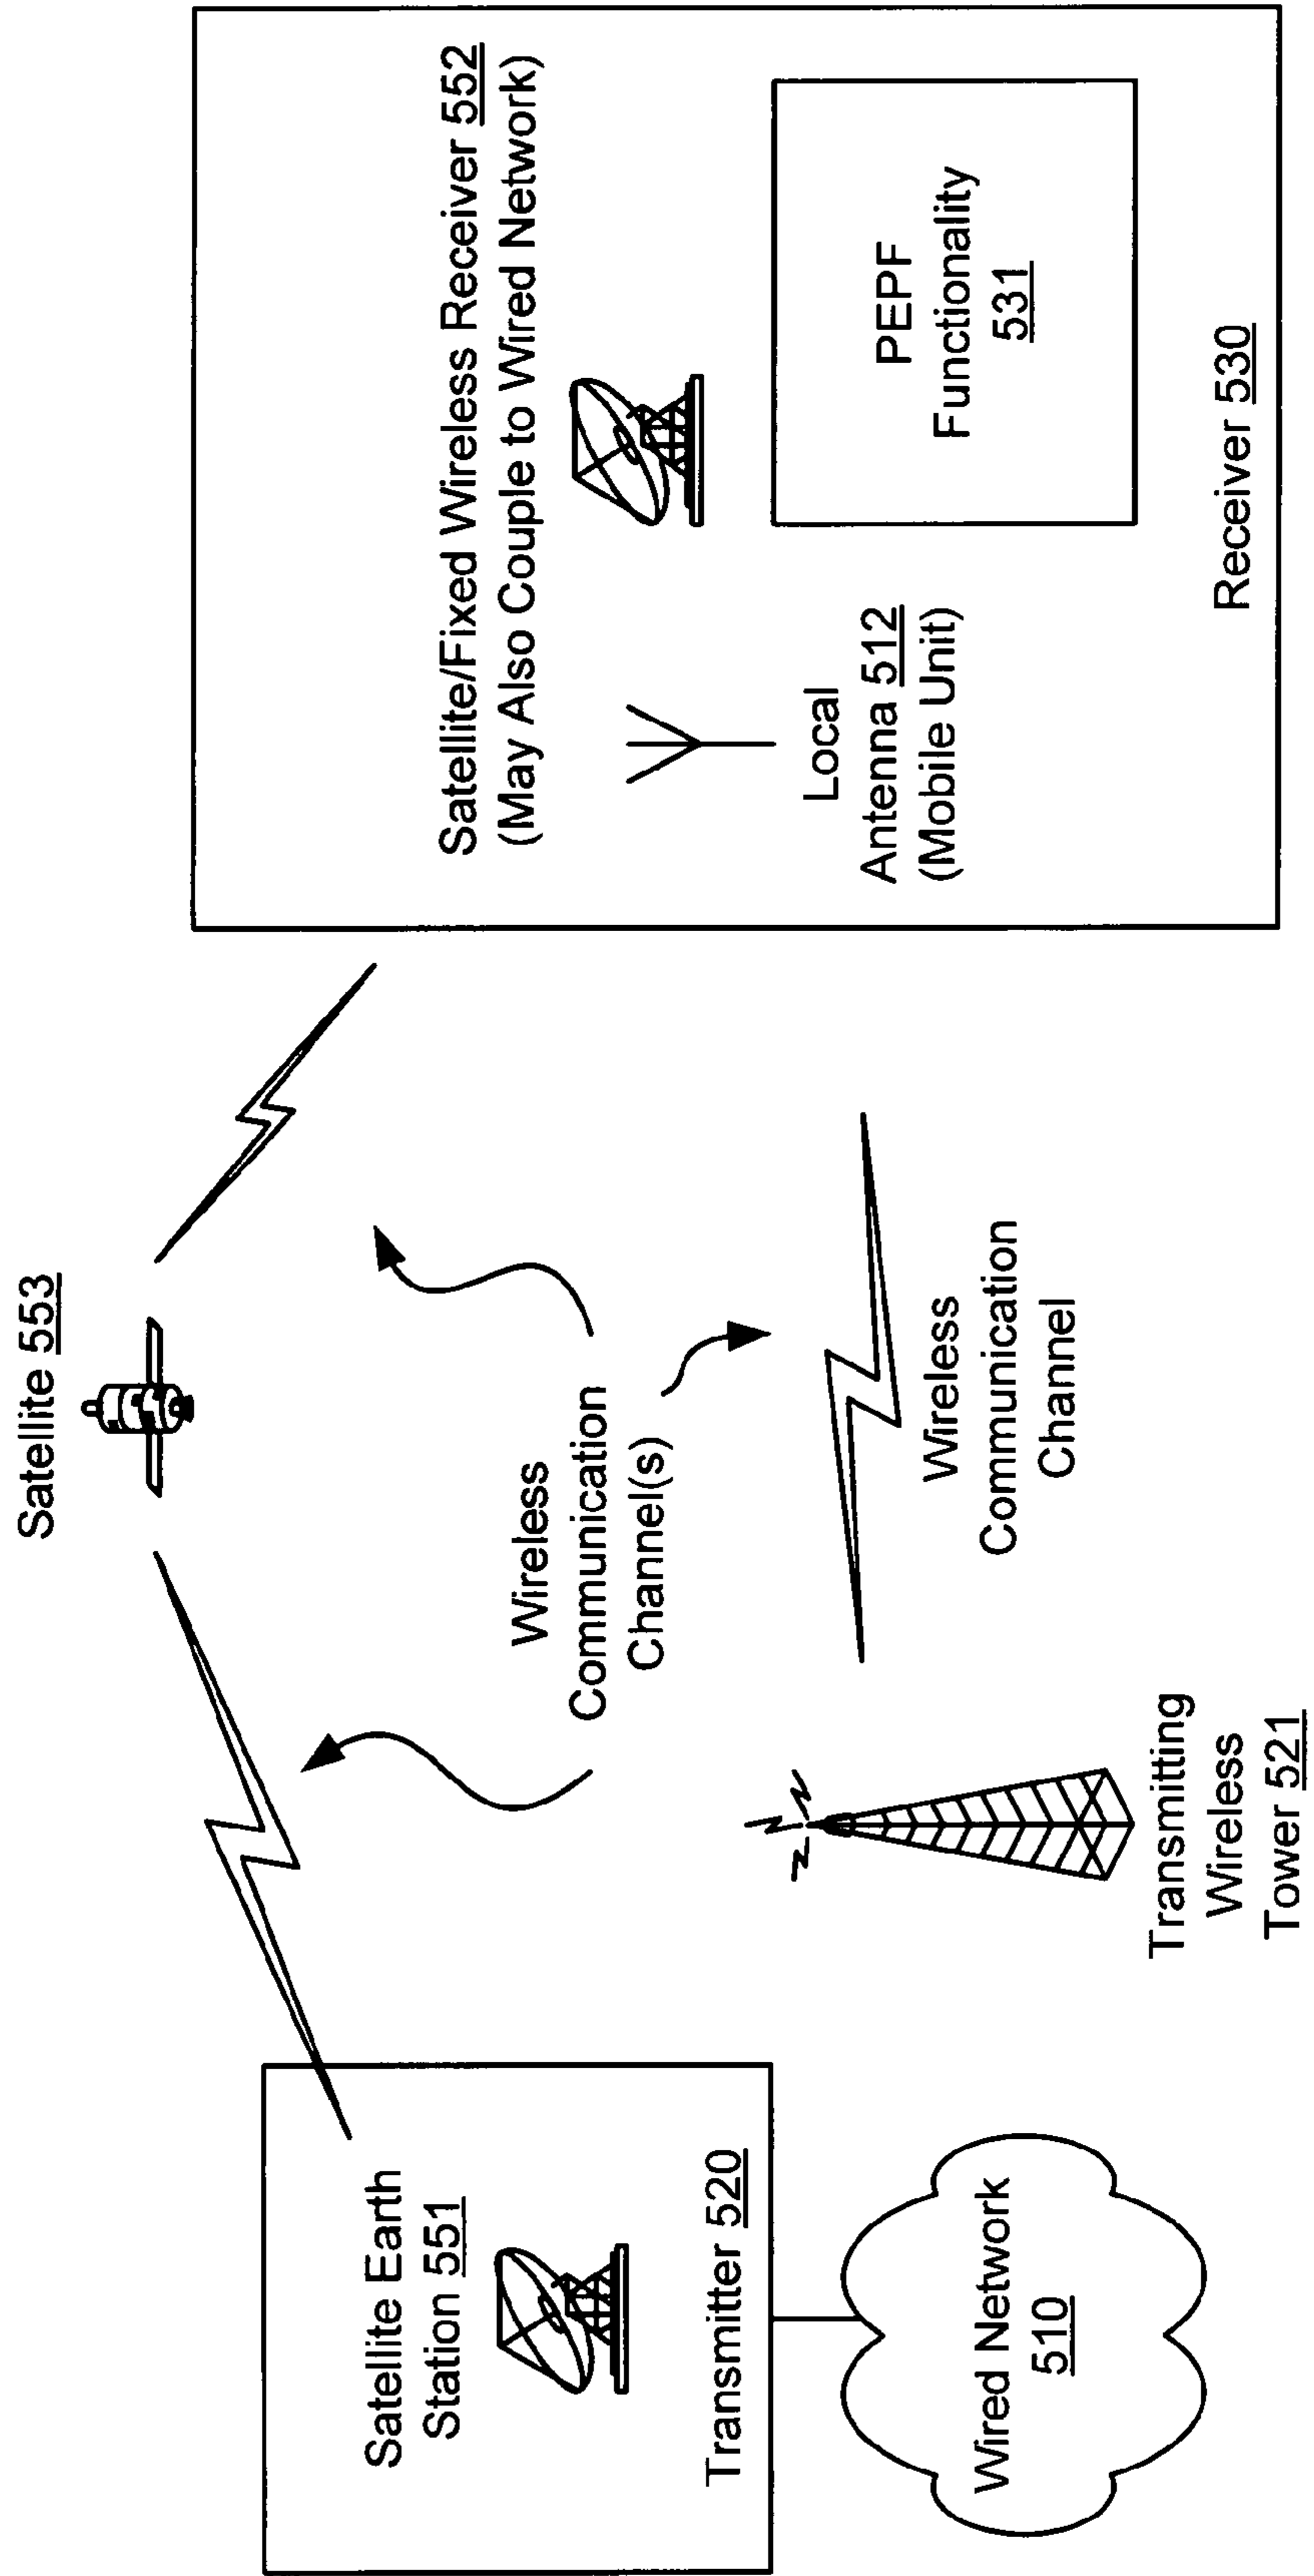 Satellite 553
Satellite Earth
Station 551
Transmitter 520
Wired Network
510
Wireless
Communication
Channel(s)
Transmitting
Wireless
Tower 521
Wireless
Communication
Channel
Satellite/Fixed Wireless Receiver 552
(May Also Couple to Wired Network)
Local
Antenna 512
(Mobile Unit)
PEPF
Functionality
531
Receiver 530